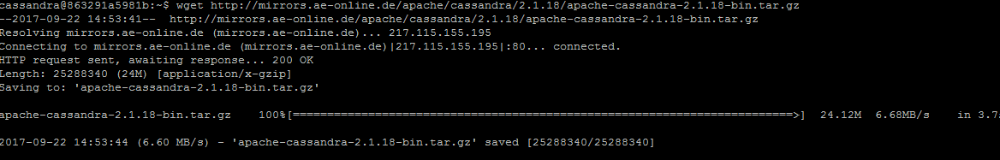 cassandra@863291a5981b:~$ wget http://mirrors.ae-online.de/apache/cassandra/2.1.18/apache-cassandra-2.1.18-bin.tar.gz
--2017-09-22 14:53:41--  http://mirrors.ae-online.de/apache/cassandra/2.1.18/apache-cassandra-2.1.18-bin.tar.gz
Resolving mirrors.ae-online.de (mirrors.ae-online.de)... 217.115.155.195
Connecting to mirrors.ae-online.de (mirrors.ae-online.de)|217.115.155.195|:80... connected.
HTTP request sent, awaiting response... 200 OK
Length: 25288340 (24M) [application/x-gzip]
Saving to: 'apache-cassandra-2.1.18-bin.tar.gz'
apache-cassandra-2.1.18-bin.tar.gz    100%[=========================================================================>]  24.12M  6.68MB/s    in 3.7s
2017-09-22 14:53:44 (6.60 MB/s) - 'apache-cassandra-2.1.18-bin.tar.gz' saved [25288340/25288340]